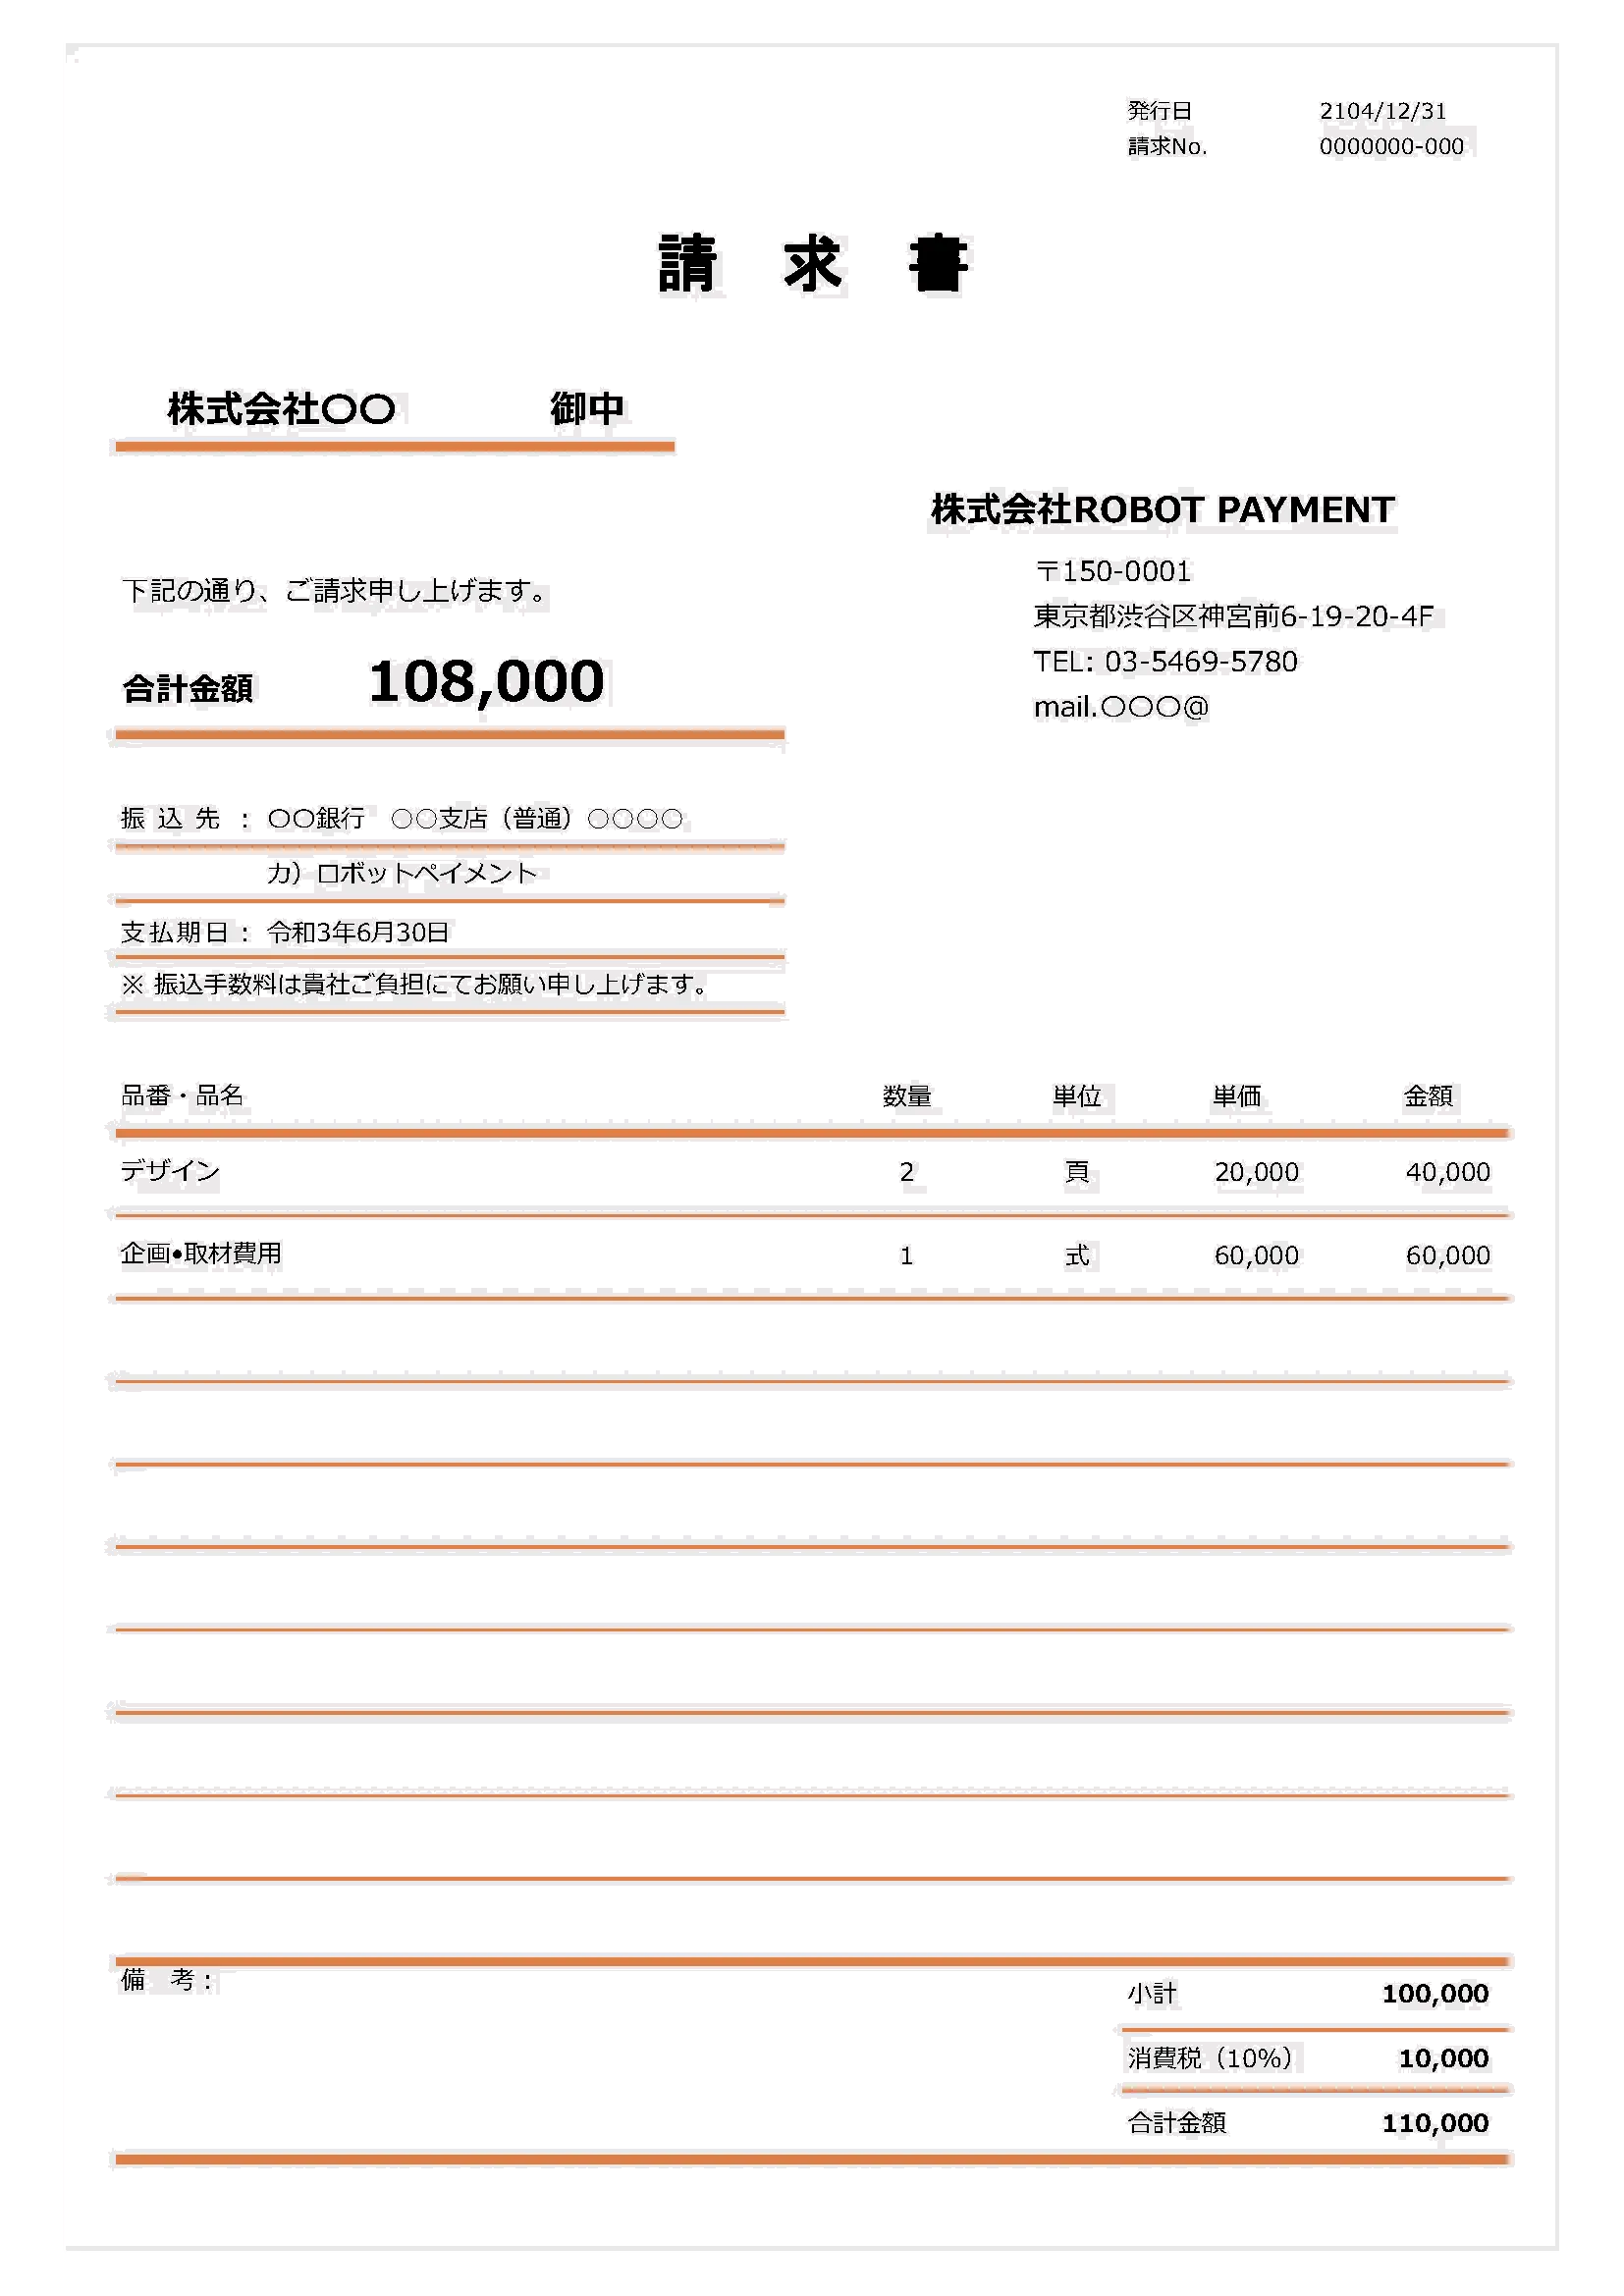 発行日 2104/12/31
請求No. 0000000-000
請 求 書
株式会社〇〇 御中
株式会社ROBOT PAYMENT
〒150-0001
東京都渋谷区神宮前6-19-20-4F
TEL: 03-5469-5780
mail.〇〇〇@
下記の通り、ご請求申し上げます。
合計金額 108,000
振 込 先 : 〇〇銀行 ○○支店（普通）○○○○
カ）ロボットペイメント
支払期日 : 令和3年6月30日
※ 振込手数料は貴社ご負担にてお願い申し上げます。
品番・品名 数量 単位 単価 金額
デザイン 2 頁 20,000 40,000
企画•取材費用 1 式 60,000 60,000
備 考 :
小計 100,000
消費税（10%） 10,000
合計金額 110,000